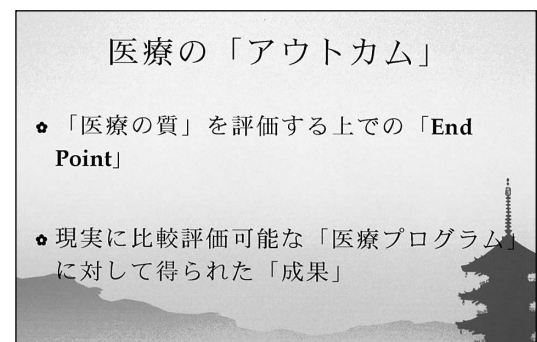 医療の「アウトカム」
「医療の質」を評価する上での「End
Point」
現実に比較評価可能な「医療プログラム」
に対して得られた「成果」